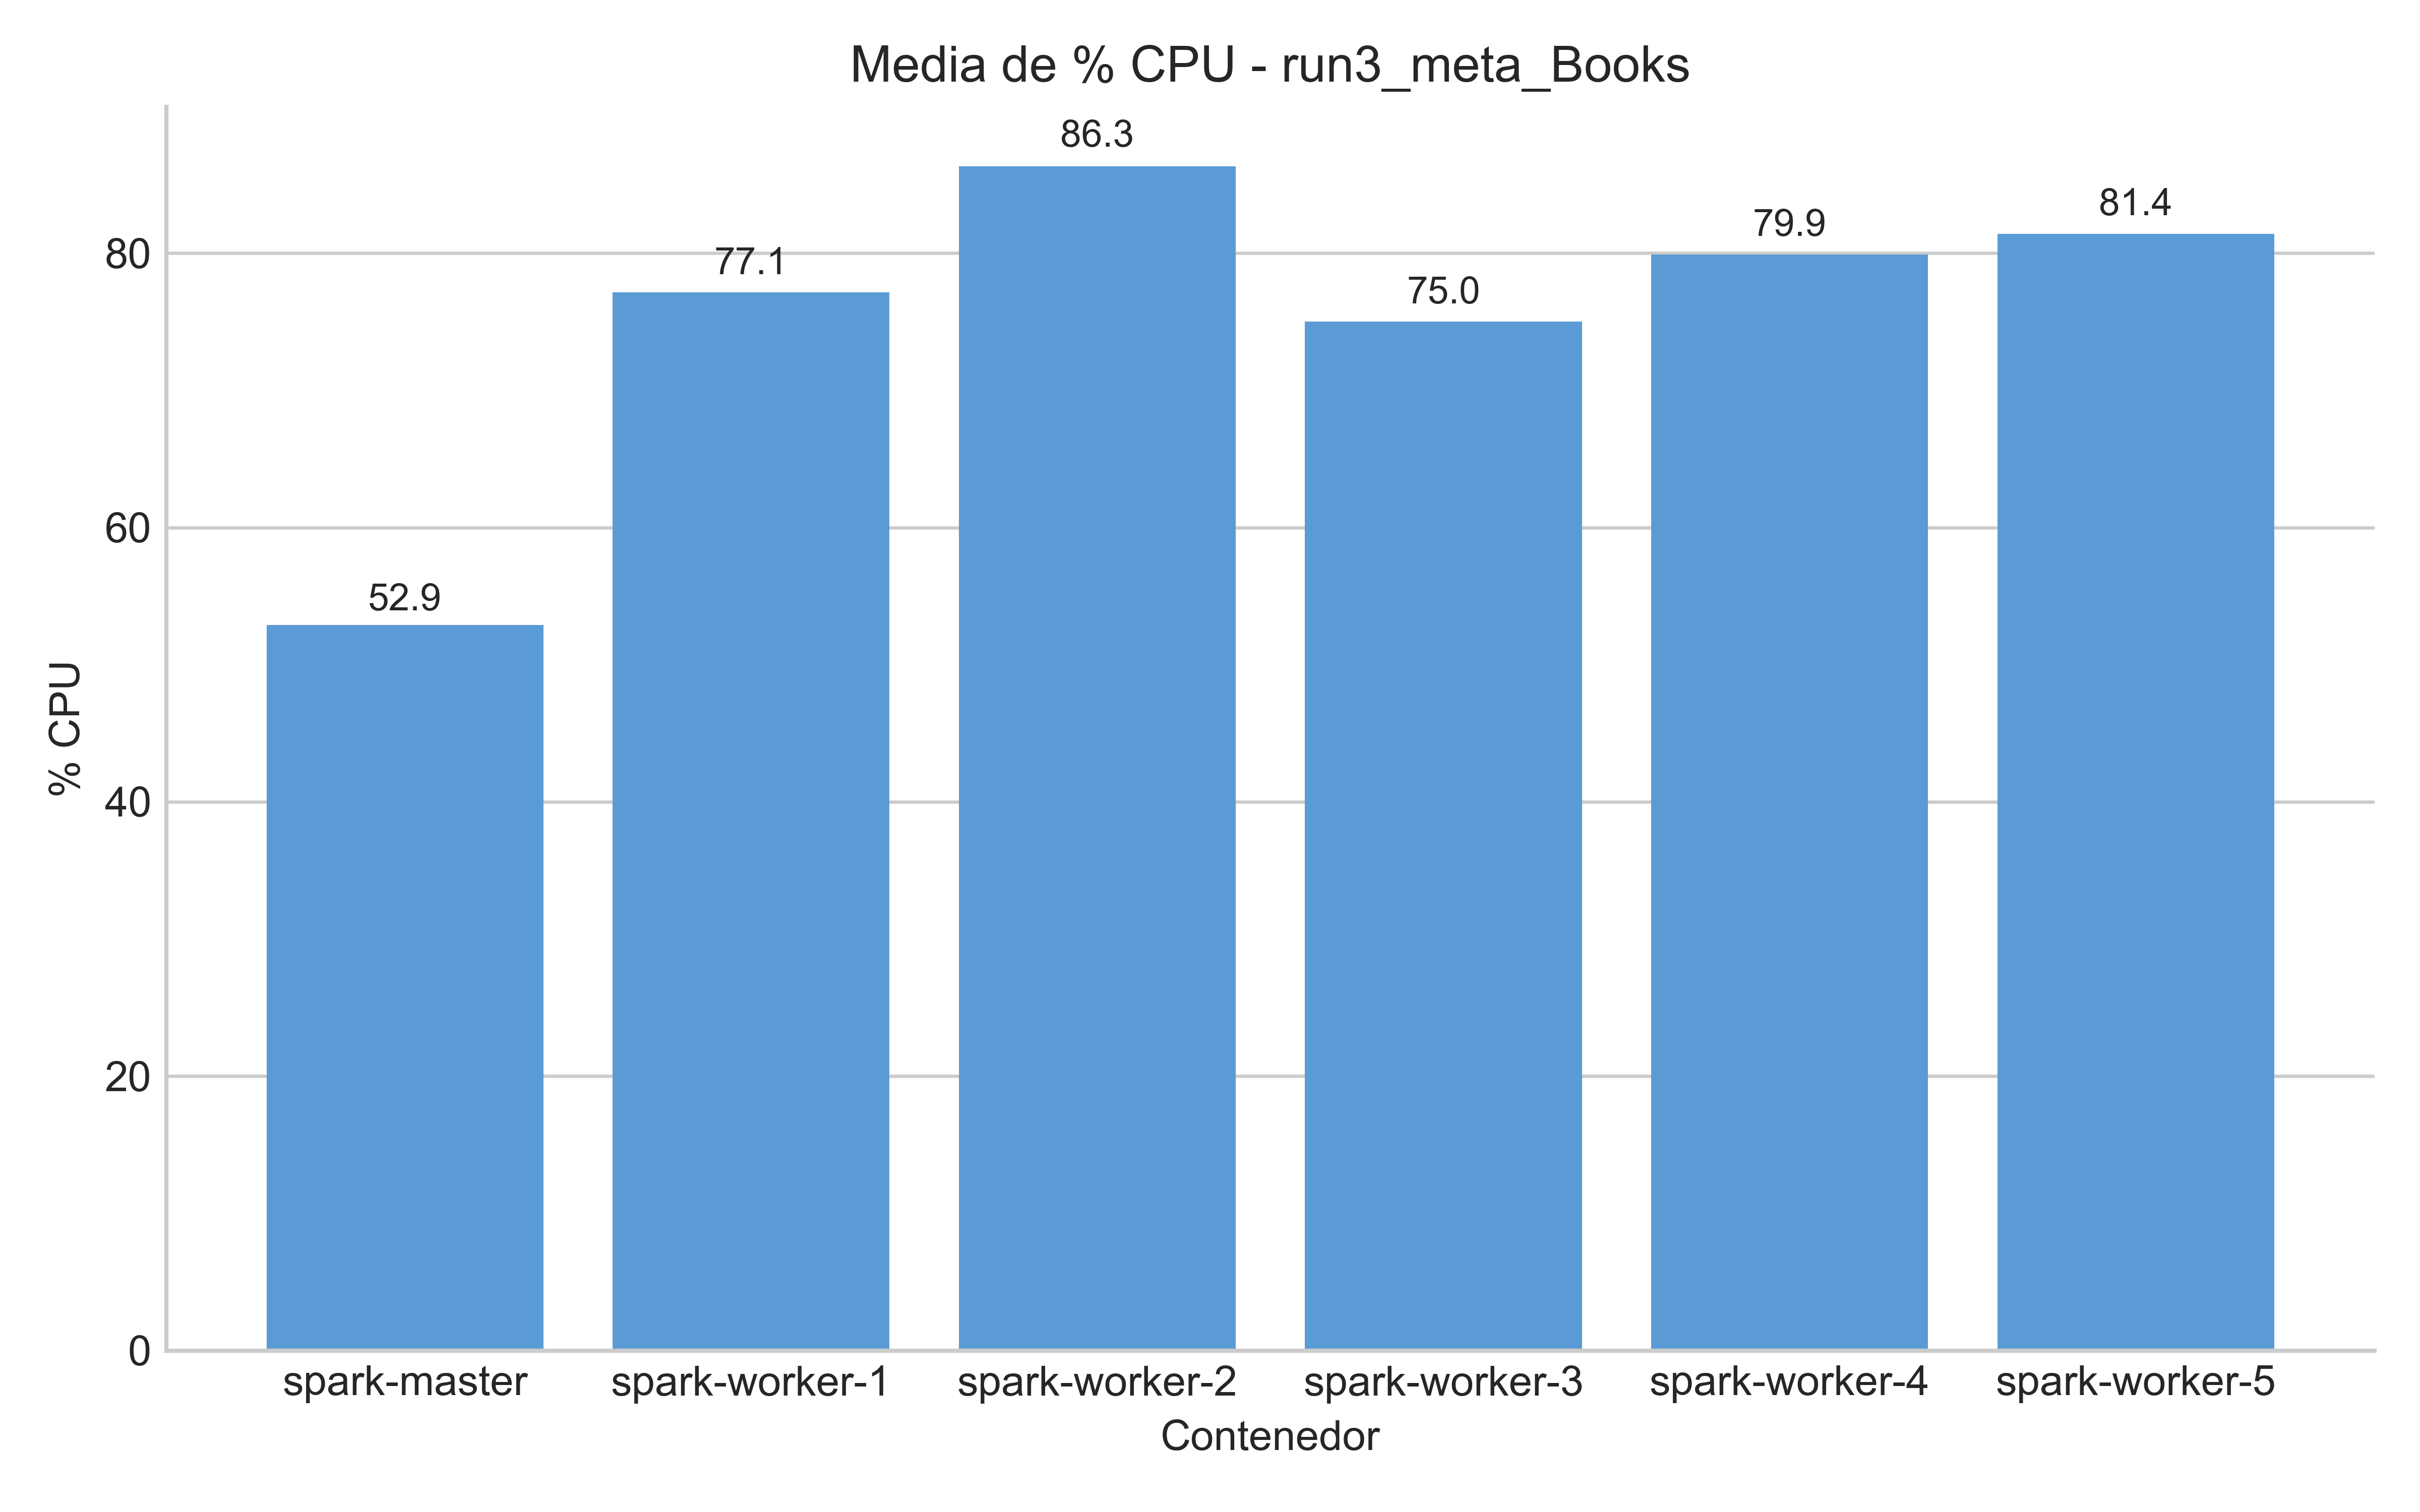 Media de % CPU - run3_meta_Books
86.3
81.4
79.9
77.1
75.0
52.9
80
60
40
20
0
% CPU
spark-master spark-worker-1 spark-worker-2 spark-worker-3 spark-worker-4 spark-worker-5
Contenedor